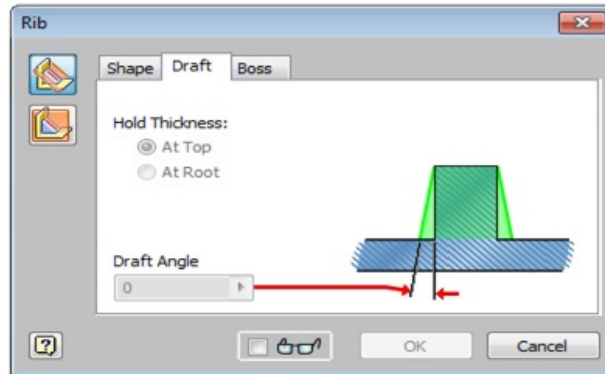 Rib
Shape Draft Boss
Hold Thickness:
At Top
At Root
Draft Angle
0
OK Cancel